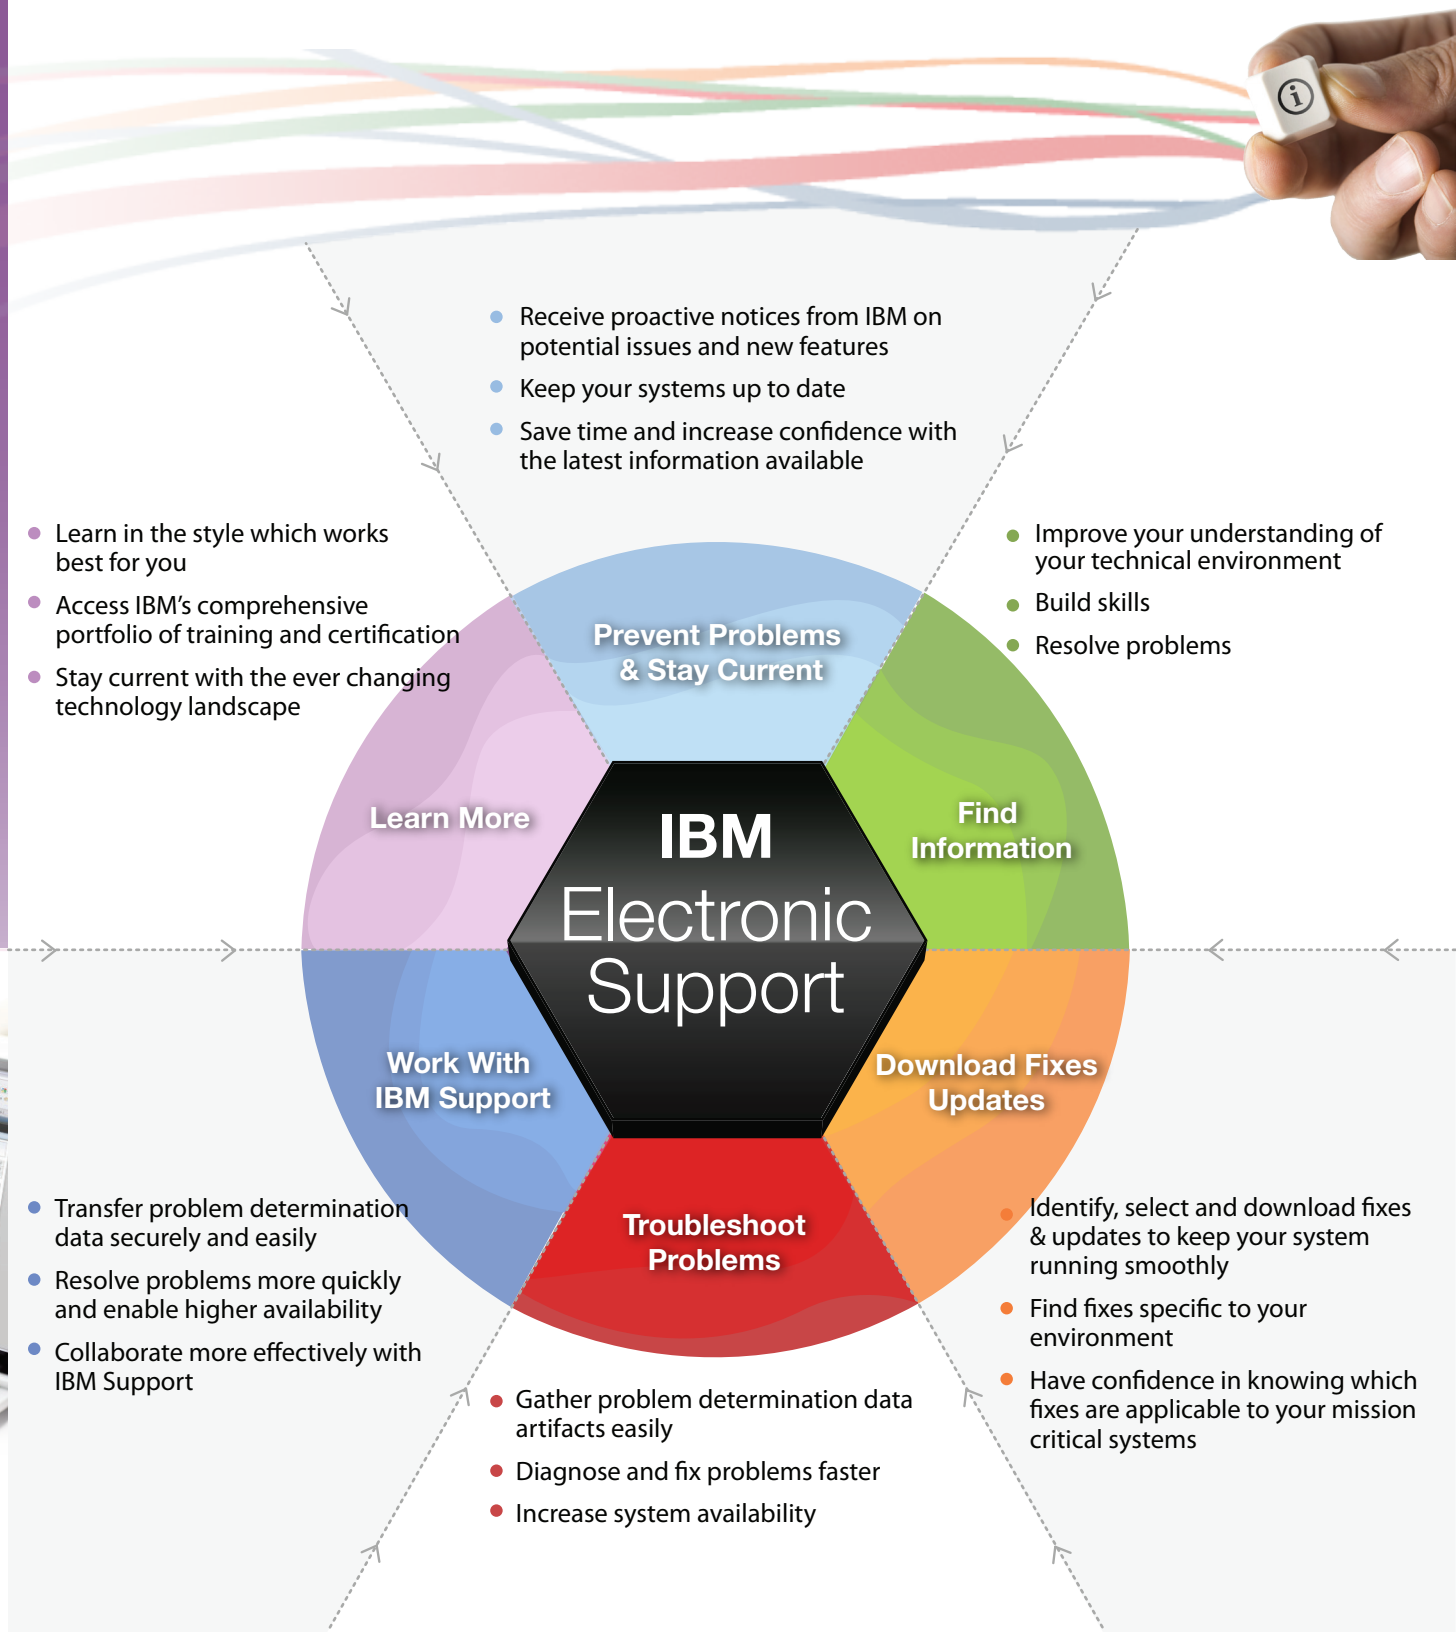 i
Receive proactive notices from IBM on
potential issues and new features
Keep your systems up to date
Save time and increase confidence with
the latest information available
Learn in the style which works
best for you
Access IBM's comprehensive
portfolio of training and certification
Stay current with the ever changing
technology landscape
Improve your understanding of
your technical environment
Build skills
Resolve problems
Prevent Problems
& Stay Current
Learn More
Find
Information
IBM
Electronic
Support
Work With
IBM Support
Download Fixes
Updates
Troubleshoot
Problems
Transfer problem determination
data securely and easily
Resolve problems more quickly
and enable higher availability
Collaborate more effectively with
IBM Support
Identify, select and download fixes
& updates to keep your system
running smoothly
Find fixes specific to your
environment
Have confidence in knowing which
fixes are applicable to your mission
critical systems
Gather problem determination data
artifacts easily
Diagnose and fix problems faster
Increase system availability